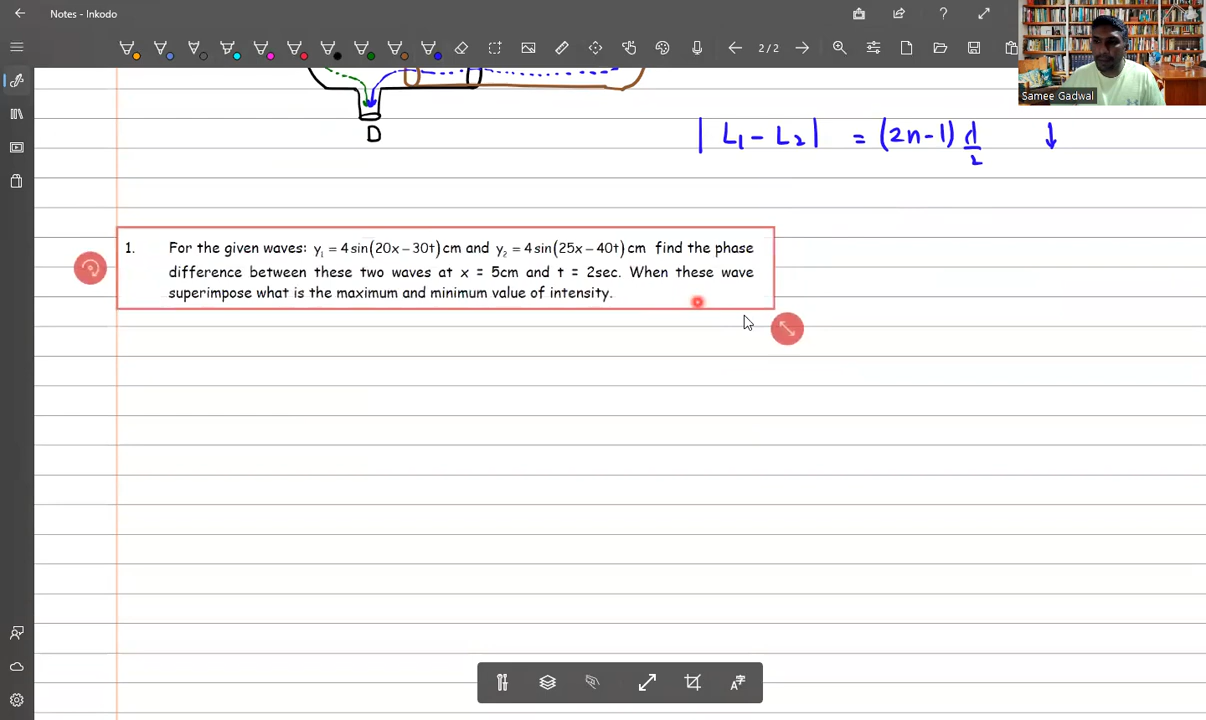 Notes - Inkodo
2/2
Samee Gadwal
D
| L₁ - L₂ | = (2n-1) d/2 ↓
1. For the given waves: y₁ = 4 sin(20x - 30t) cm and y₂ = 4 sin(25x - 40t) cm find the phase
difference between these two waves at x = 5cm and t = 2sec. When these wave
superimpose what is the maximum and minimum value of intensity.